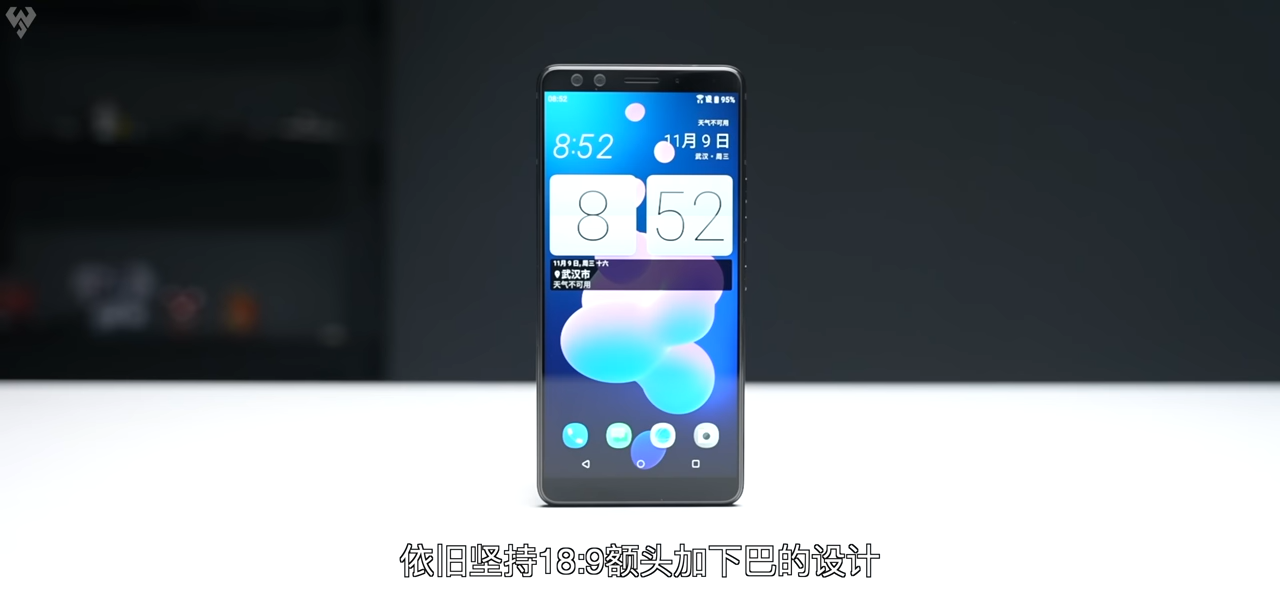 08:52
95%
天气不可用
8:52
11月 9 日
武汉 • 周三
8 52
11月 9 日, 周三 十六
武汉市
天气不可用
依旧坚持18:9额头加下巴的设计